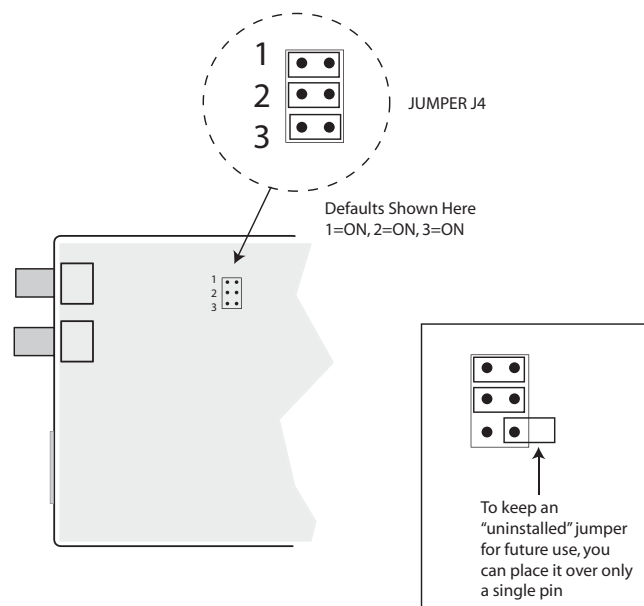 1
2
3
JUMPER J4
Defaults Shown Here
1=ON, 2=ON, 3=ON
1
2
3
To keep an
“uninstalled” jumper
for future use, you
can place it over only
a single pin